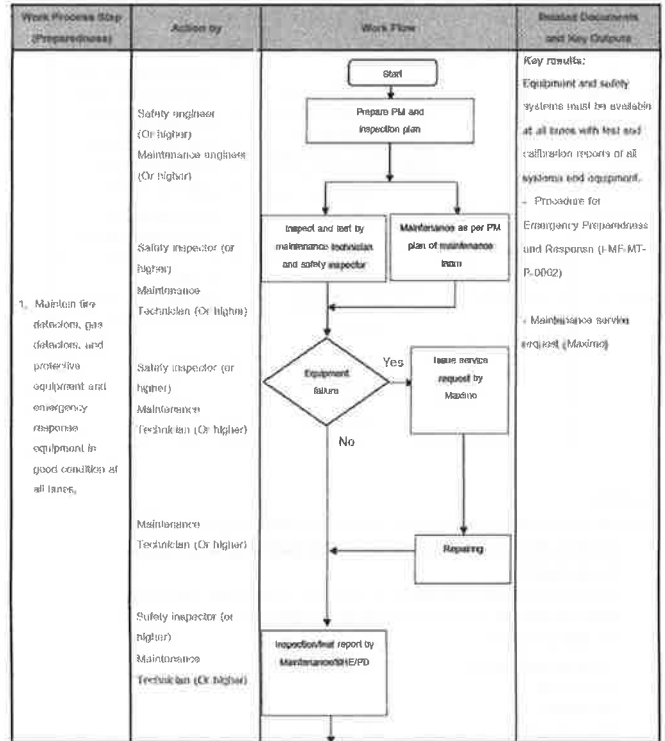 Work Process Step
(Preparedness)
Action by
Work Flow
Related Documents
and Key Outputs
1. Maintain fire
detectors, gas
detectors, and
protective
equipment and
emergency
response
equipment in
good condition at
all times.
Safety engineer
(Or higher)
Maintenance engineer
(Or higher)
Safety inspector (or
higher)
Maintenance
Technician (Or higher)
Safety inspector (or
higher)
Maintenance
Technician (Or higher)
Maintenance
Technician (Or higher)
Safety inspector (or
higher)
Maintenance
Technician (Or higher)
Start
Prepare PM and
inspection plan
Inspect and test by
maintenance technician
and safety inspector
Maintenance as per PM
plan of maintenance
team
Equipment
failure
Yes
Issue service
request by
Maximo
No
Repairing
Inspection/test report by
Maintenance/SHE/PD
Key results:
Equipment and safety
systems must be available
at all times with test and
calibration reports of all
systems and equipment.
- Procedure for
Emergency Preparedness
and Response (I-MF-MT-
P-0002)
- Maintenance service
request (Maximo)